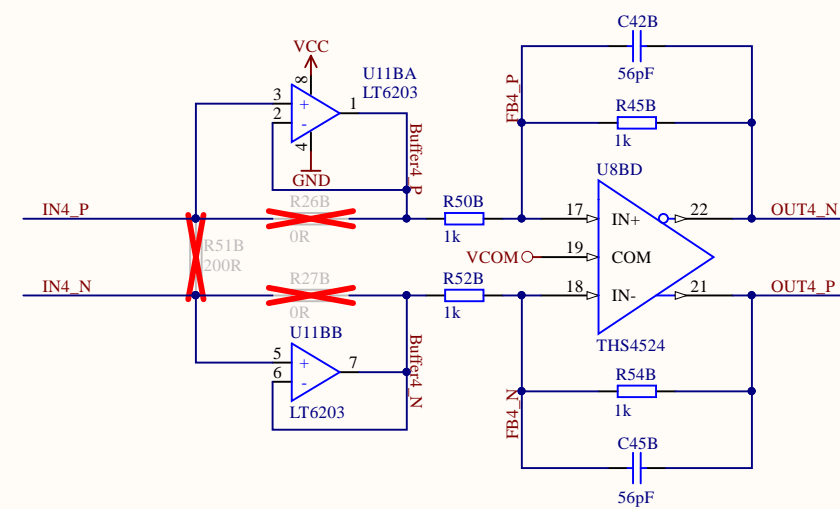 C42B
56pF
VCC
U11BA
LT6203
8
3
+
1
2
-
4
GND
Buffer4_P
FB4_P
R45B
1k
U8BD
IN4_P
R26B
0R
R50B
1k
17
IN+
22
OUT4_N
R51B
200R
VCOM
19
COM
IN4_N
R27B
0R
R52B
1k
18
IN-
21
OUT4_P
U11BB
5
+
7
6
-
LT6203
Buffer4_N
THS4524
FB4_N
R54B
1k
C45B
56pF